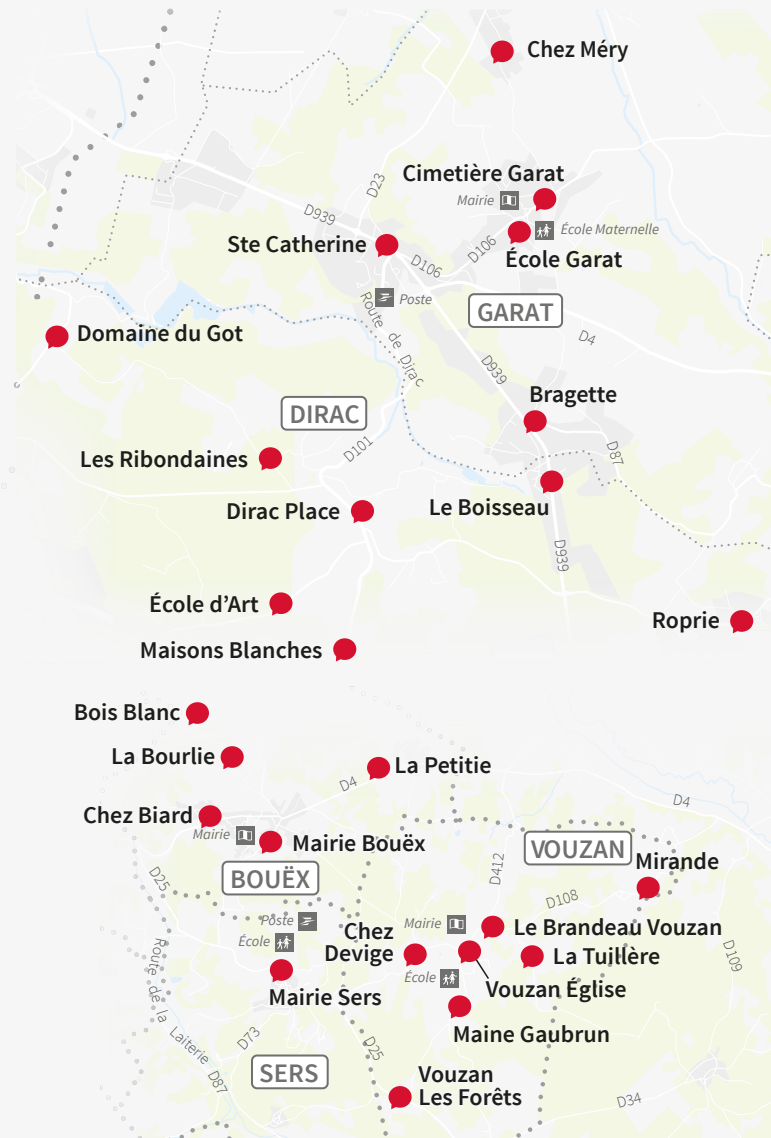 Chez Méry
Cimetière Garat
Mairie
D23
D939
École Maternelle
Ste Catherine
D106
D106
École Garat
Poste
GARAT
Route de Dirac
Domaine du Got
D4
D939
Bragette
DIRAC
D101
D87
Les Ribondaines
Le Boisseau
Dirac Place
D939
École d'Art
Roprie
Maisons Blanches
Bois Blanc
La Bourlie
La Petitie
D4
D4
Chez Biard
Mairie
Mairie Bouëx
VOUZAN
Mirande
D412
D25
BOUËX
D108
Poste
Mairie
Le Brandeau Vouzan
École
Chez
Devige
La Tuillère
D109
École
Route de la Laiterie
Mairie Sers
Vouzan Église
Maine Gaubrun
D73
D25
SERS
D87
Vouzan
Les Forêts
D34